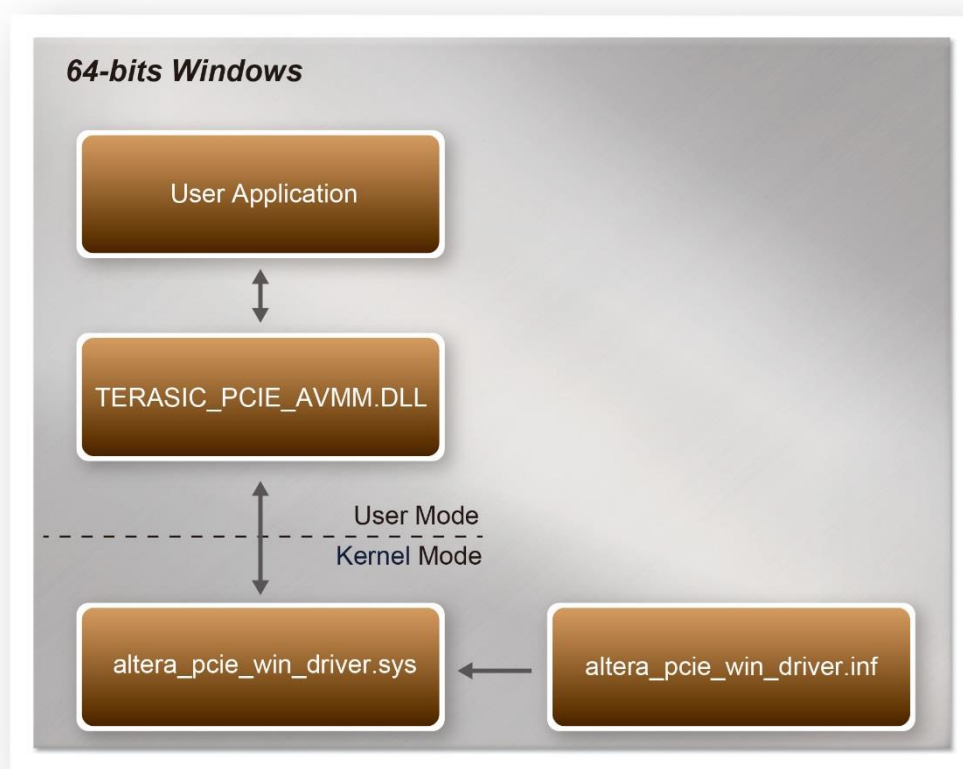 64-bits Windows
User Application
TERASIC_PCIE_AVMM.DLL
User Mode
Kernel Mode
altera_pcie_win_driver.sys
altera_pcie_win_driver.inf